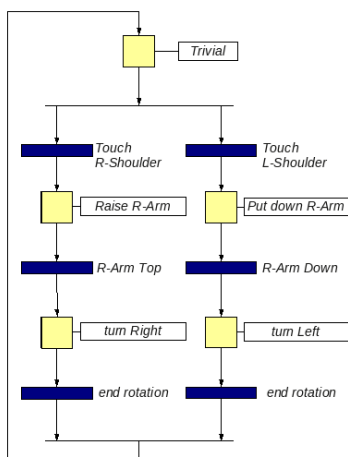 Trivial
Touch
R-Shoulder
Touch
L-Shoulder
Raise R-Arm
Put down R-Arm
R-Arm Top
R-Arm Down
turn Right
turn Left
end rotation
end rotation